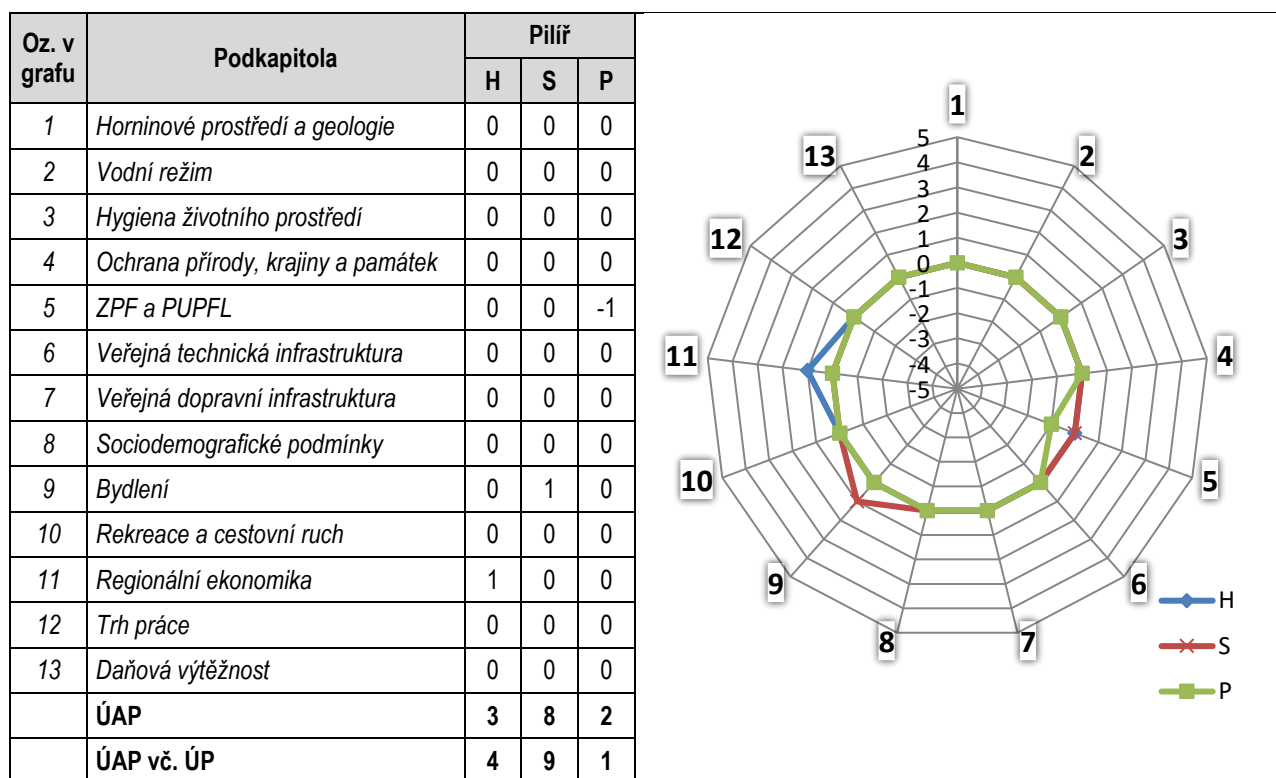 Oz. v grafu Podkapitola Pilíř
H S P
1 Horninové prostředí a geologie 0 0 0
2 Vodní režim 0 0 0
3 Hygiena životního prostředí 0 0 0
4 Ochrana přírody, krajiny a památek 0 0 0
5 ZPF a PUPFL 0 0 -1
6 Veřejná technická infrastruktura 0 0 0
7 Veřejná dopravní infrastruktura 0 0 0
8 Sociodemografické podmínky 0 0 0
9 Bydlení 0 1 0
10 Rekreace a cestovní ruch 0 0 0
11 Regionální ekonomika 1 0 0
12 Trh práce 0 0 0
13 Daňová výtěžnost 0 0 0
ÚAP 3 8 2
ÚAP vč. ÚP 4 9 1
1
2
3
4
5
6
7
8
9
10
11
12
13
5
4
3
2
1
0
-1
-2
-3
-4
-5
H
S
P